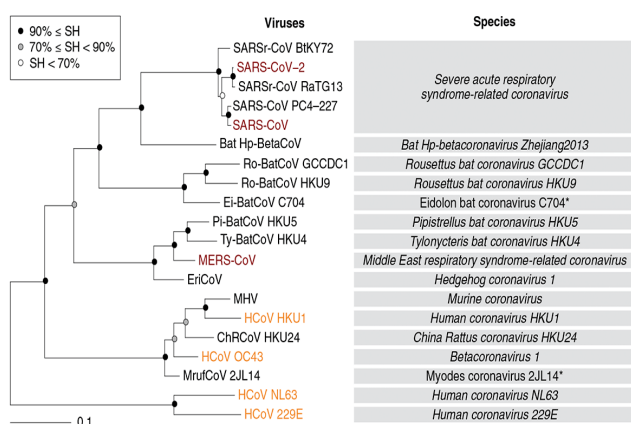 Viruses Species
90% ≤ SH
70% ≤ SH < 90%
SH < 70%
SARSr-CoV BtKY72
SARS-CoV-2
SARSr-CoV RaTG13
SARS-CoV PC4-227
SARS-CoV
Severe acute respiratory
syndrome-related coronavirus
Bat Hp-BetaCoV Bat Hp-betacoronavirus Zhejiang2013
Ro-BatCoV GCCDC1 Rousettus bat coronavirus GCCDC1
Ro-BatCoV HKU9 Rousettus bat coronavirus HKU9
Ei-BatCoV C704 Eidolon bat coronavirus C704*
Pi-BatCoV HKU5 Pipistrellus bat coronavirus HKU5
Ty-BatCoV HKU4 Tylonycteris bat coronavirus HKU4
MERS-CoV Middle East respiratory syndrome-related coronavirus
EriCoV Hedgehog coronavirus 1
MHV Murine coronavirus
HCoV HKU1 Human coronavirus HKU1
ChRCoV HKU24 China Rattus coronavirus HKU24
HCoV OC43 Betacoronavirus 1
MrufCoV 2JL14 Myodes coronavirus 2JL14*
HCoV NL63 Human coronavirus NL63
HCoV 229E Human coronavirus 229E
0.1